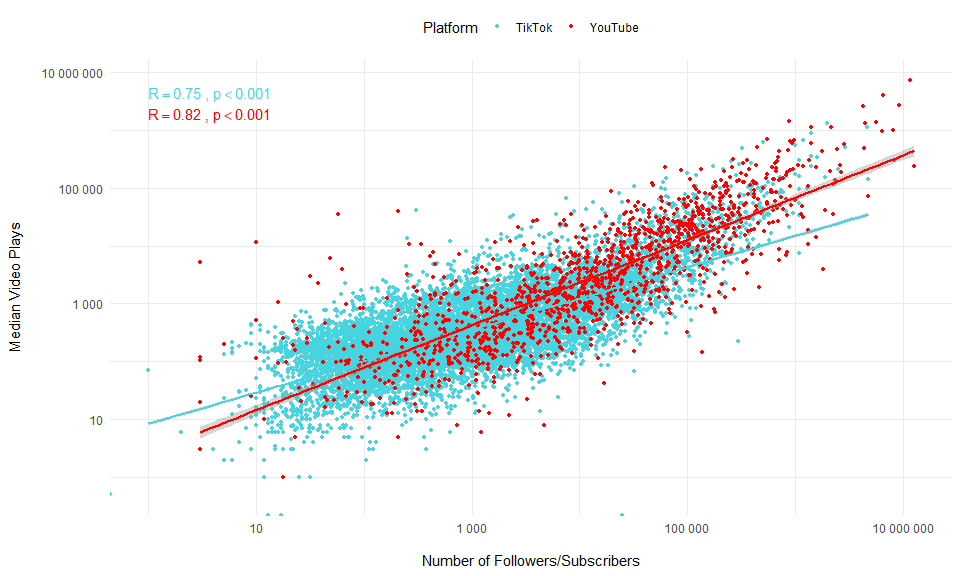 Platform TikTok YouTube
10 000 000
R = 0.75 , p < 0.001
R = 0.82 , p < 0.001
100 000
Median Video Plays
1 000
10
10 1 000 100 000 10 000 000
Number of Followers/Subscribers